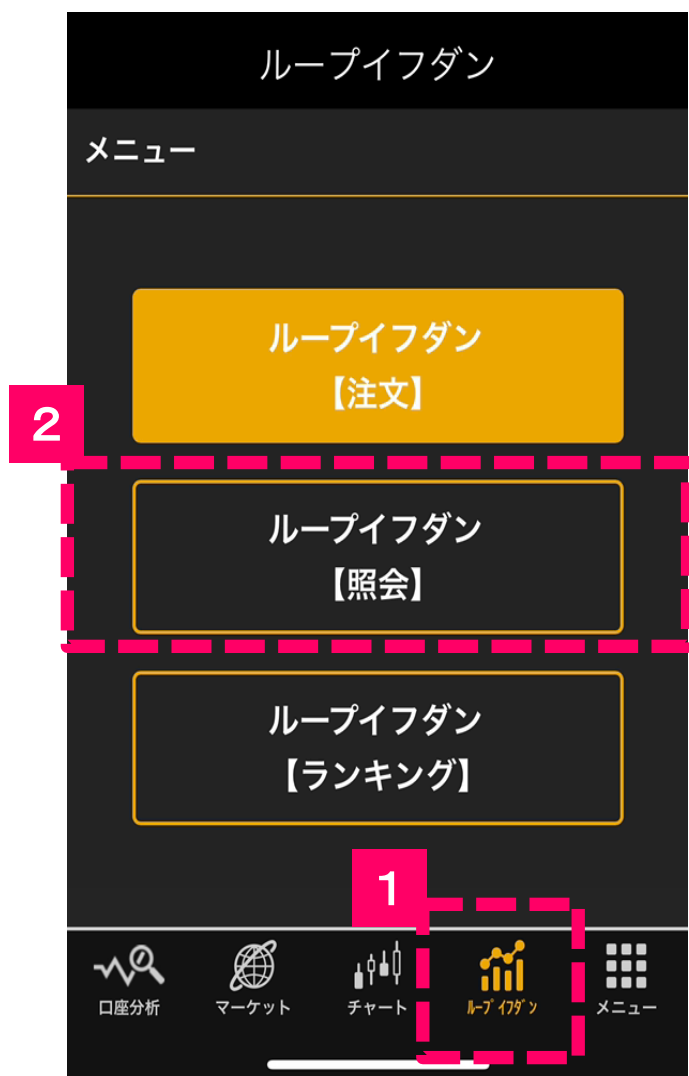 ループイフダン
メニュー
ループイフダン
【注文】
2
ループイフダン
【照会】
ループイフダン
【ランキング】
1
口座分析
マーケット
チャート
ﾙｰﾌﾟｲﾌﾀﾞﾝ
メニュー